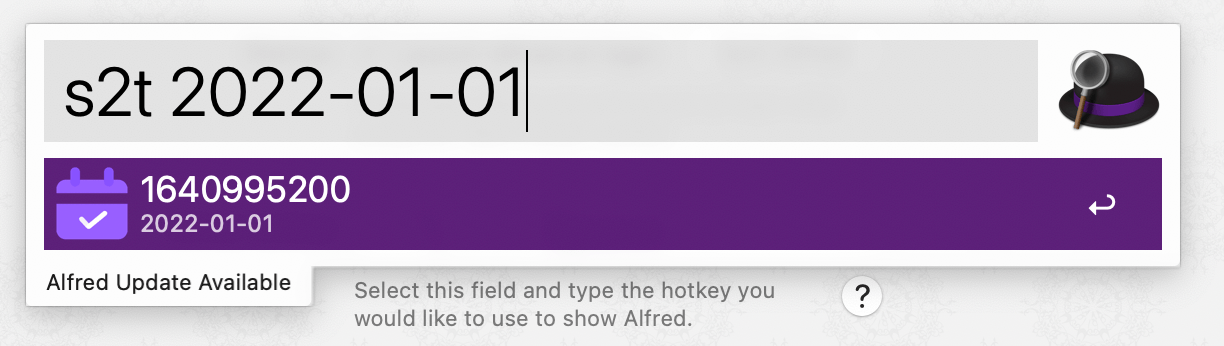 s2t 2022-01-01
1640995200
2022-01-01
Alfred Update Available
Select this field and type the hotkey you
would like to use to show Alfred.
?